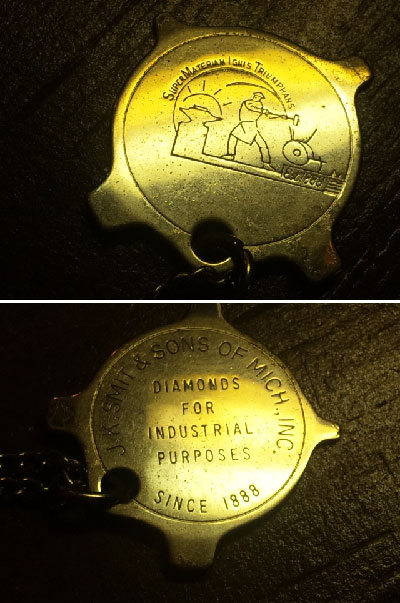 SUPER MATERIAM IGNIS TRIUMPHANS
J.K. SMIT & SONS OF MICH., INC.
DIAMONDS
FOR
INDUSTRIAL
PURPOSES
SINCE 1888